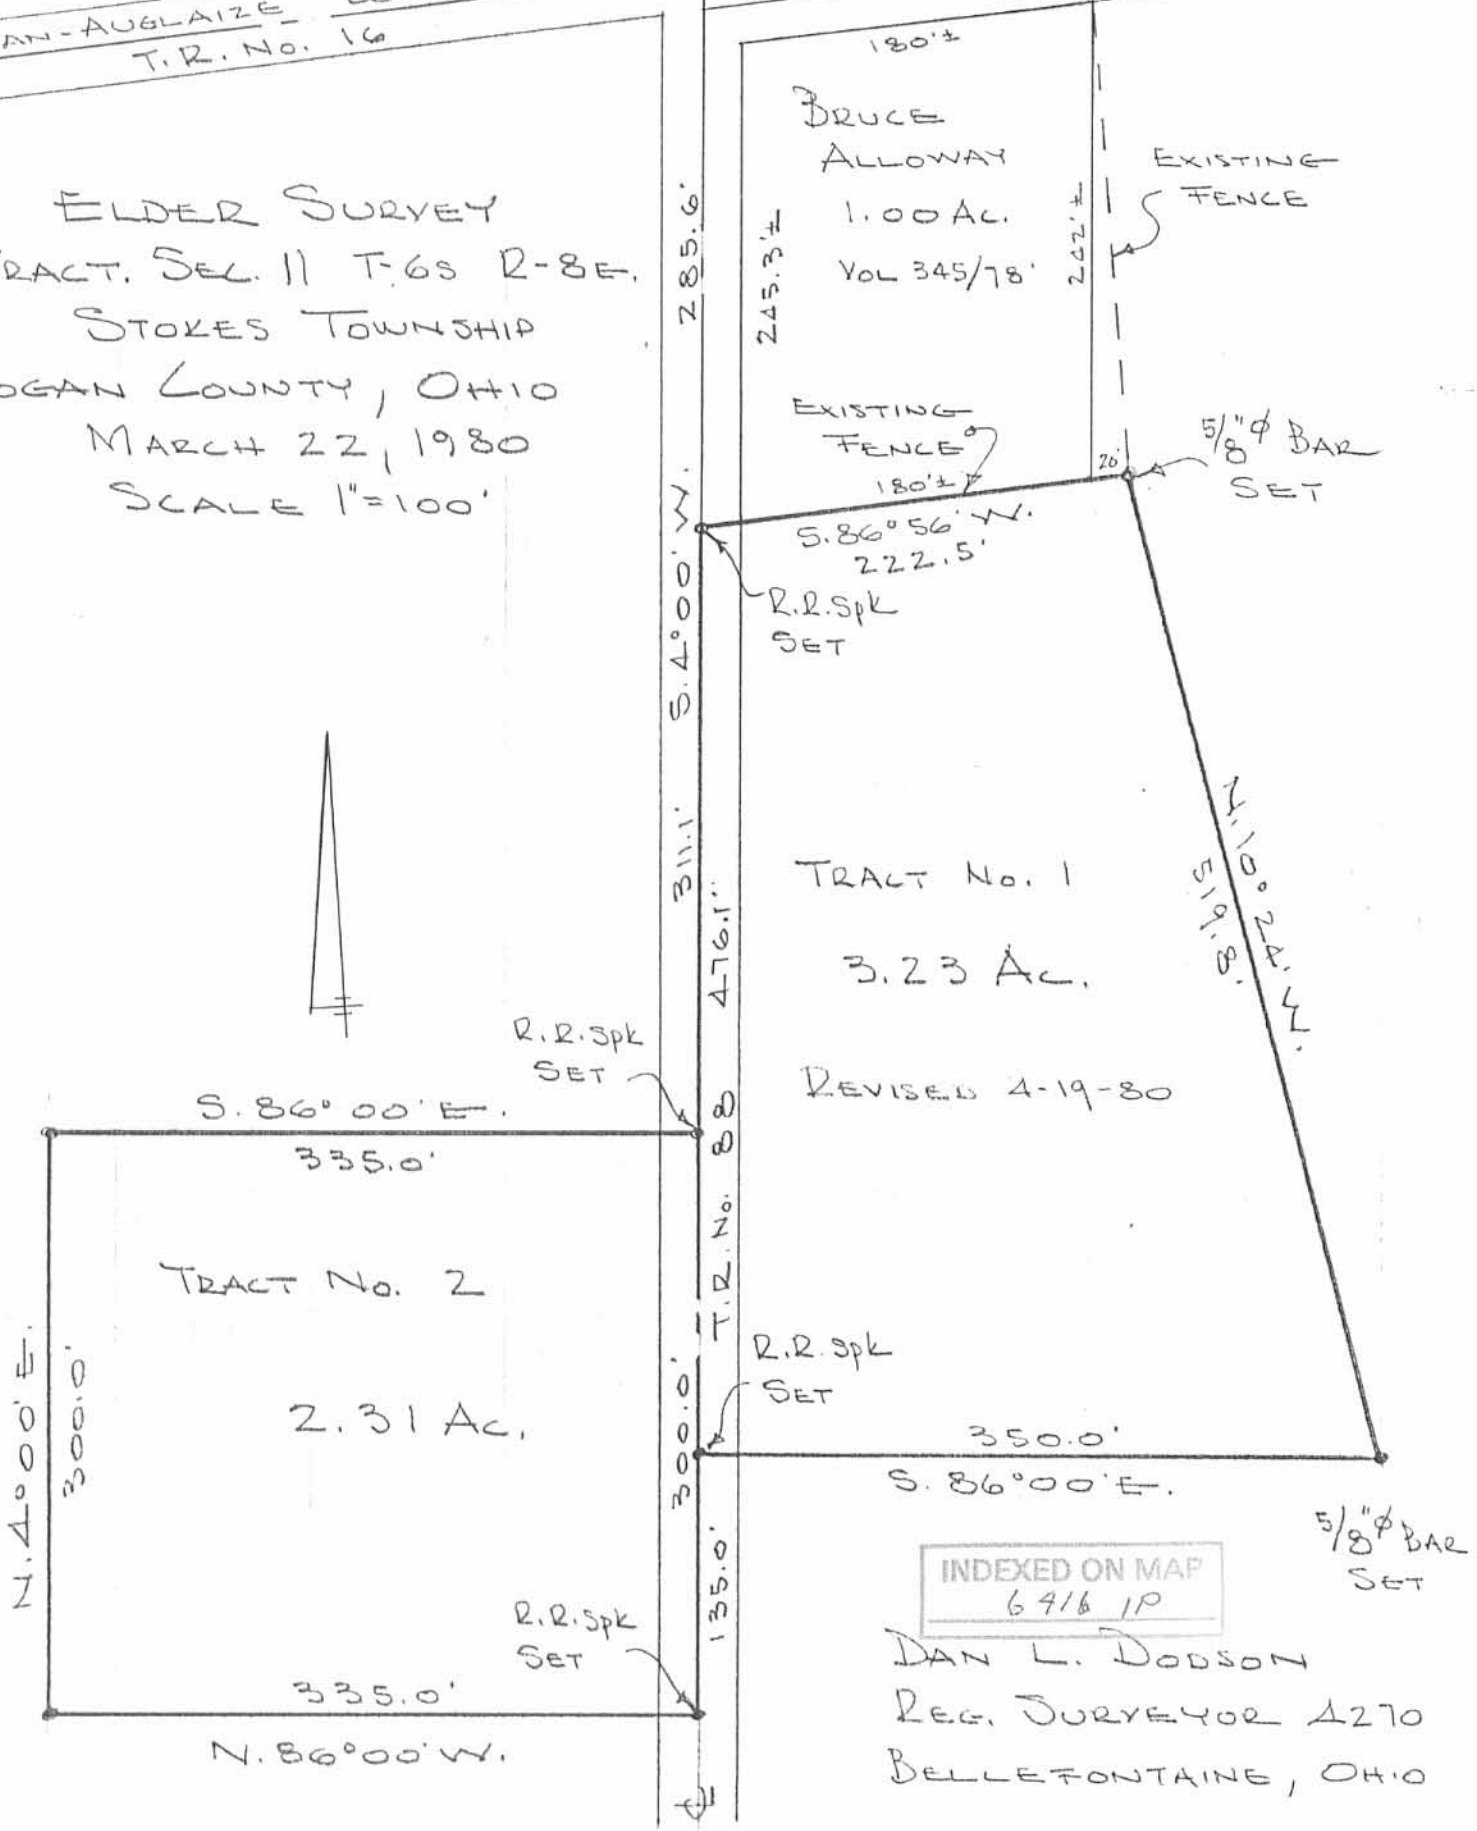 AN-AUGLAIZE
T.R. No. 16
ELDER SURVEY
RACT. SEC. 11 T-6S R-8E.
STOKES TOWNSHIP
OGAN COUNTY, OHIO
MARCH 22, 1980
SCALE 1"=100'
180'±
BRUCE
ALLOWAY
1.00 AC.
VOL 345/78
245.3'±
242'±
EXISTING
FENCE
EXISTING
FENCE
180'±
20'
5/8"φ BAR
SET
S.86°56'W.
222.5'
R.R.Spk
SET
285.6'
S.4°00'W.
311.1'
476.1'
TRACT No. 1
3.23 Ac.
REVISED 4-19-80
N.10°24'W.
519.8'
R.R.Spk
SET
S.86°00'E.
335.0'
T.R. No. 88
TRACT No. 2
2.31 Ac.
N.4°00'E.
300.0'
300.0'
R.R.Spk
SET
350.0'
S.86°00'E.
5/8"φ BAR
SET
135.0'
R.R.Spk
SET
335.0'
N.86°00'W.
INDEXED ON MAP
6416 1P
DAN L. DODSON
REG. SURVEYOR 4270
BELLEFONTAINE, OHIO